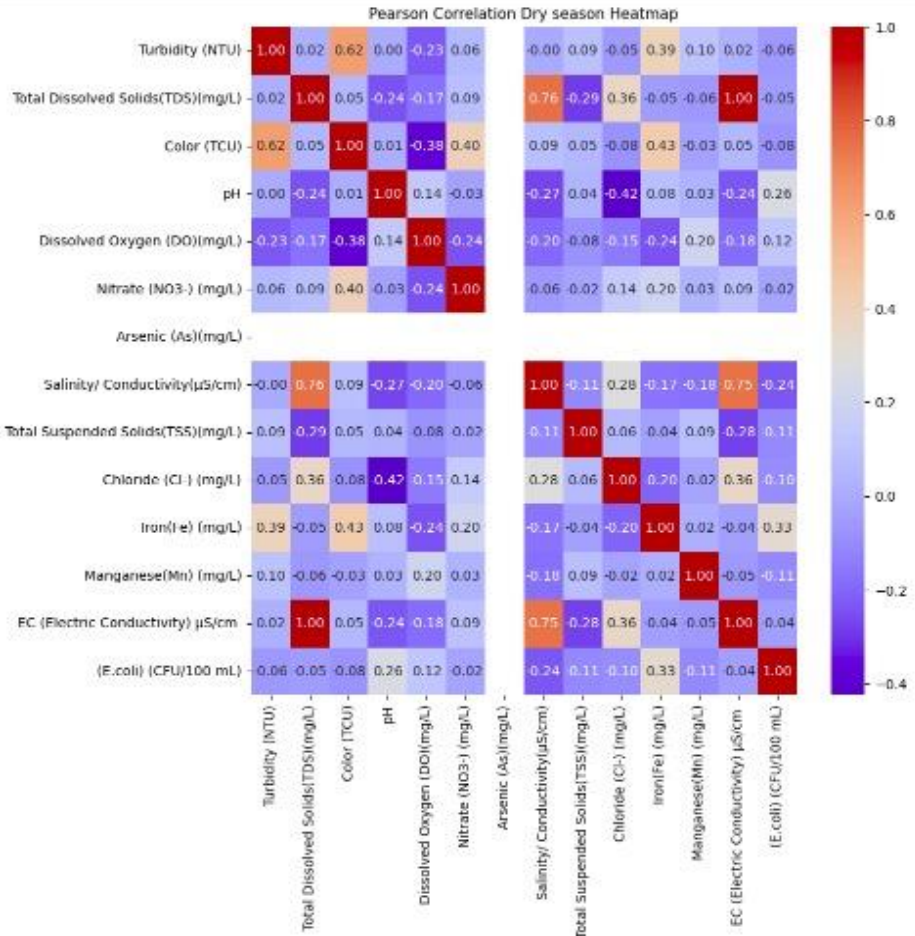 Pearson Correlation Dry season Heatmap
Turbidity (NTU) 1.00 0.02 0.62 0.00 -0.23 0.06 -0.00 0.09 -0.05 0.39 0.10 0.02 -0.06
Total Dissolved Solids(TDS)(mg/L) 0.02 1.00 0.05 -0.24 -0.17 0.09 0.76 -0.29 0.36 -0.05 -0.06 1.00 -0.05
Color (TCU) 0.62 0.05 1.00 0.01 -0.38 0.40 0.09 0.05 -0.08 0.43 -0.03 0.05 -0.08
pH 0.00 -0.24 0.01 1.00 0.14 -0.03 -0.27 0.04 -0.42 0.08 0.03 -0.24 0.26
Dissolved Oxygen (DO)(mg/L) -0.23 -0.17 -0.38 0.14 1.00 -0.24 -0.20 -0.08 -0.15 -0.24 0.20 -0.18 0.12
Nitrate (NO3-) (mg/L) 0.06 0.09 0.40 -0.03 -0.24 1.00 -0.06 -0.02 0.14 0.20 0.03 0.09 -0.02
Arsenic (As)(mg/L)
Salinity/ Conductivity(µS/cm) -0.00 0.76 0.09 -0.27 -0.20 -0.06 1.00 -0.11 0.28 -0.17 -0.18 0.75 -0.24
Total Suspended Solids(TSS)(mg/L) 0.09 -0.29 0.05 0.04 -0.08 -0.02 -0.11 1.00 0.06 -0.04 0.09 -0.28 -0.11
Chloride (Cl-) (mg/L) -0.05 0.36 -0.08 -0.42 -0.15 0.14 0.28 0.06 1.00 -0.20 -0.02 0.36 -0.10
Iron(Fe) (mg/L) 0.39 -0.05 0.43 0.08 -0.24 0.20 -0.17 -0.04 -0.20 1.00 0.02 -0.04 0.33
Manganese(Mn) (mg/L) 0.10 -0.06 -0.03 0.03 0.20 0.03 -0.18 0.09 -0.02 0.02 1.00 -0.05 -0.11
EC (Electric Conductivity) µS/cm 0.02 1.00 0.05 -0.24 -0.18 0.09 0.75 -0.28 0.36 -0.04 -0.05 1.00 -0.04
(E.coli) (CFU/100 mL) -0.06 -0.05 -0.08 0.26 0.12 -0.02 -0.24 -0.11 -0.10 0.33 -0.11 -0.04 1.00
Turbidity (NTU)
Total Dissolved Solids(TDS)(mg/L)
Color (TCU)
pH
Dissolved Oxygen (DO)(mg/L)
Nitrate (NO3-) (mg/L)
Arsenic (As)(mg/L)
Salinity/ Conductivity(µS/cm)
Total Suspended Solids(TSS)(mg/L)
Chloride (Cl-) (mg/L)
Iron(Fe) (mg/L)
Manganese(Mn) (mg/L)
EC (Electric Conductivity) µS/cm
(E.coli) (CFU/100 mL)
1.0
0.8
0.6
0.4
0.2
0.0
−0.2
−0.4